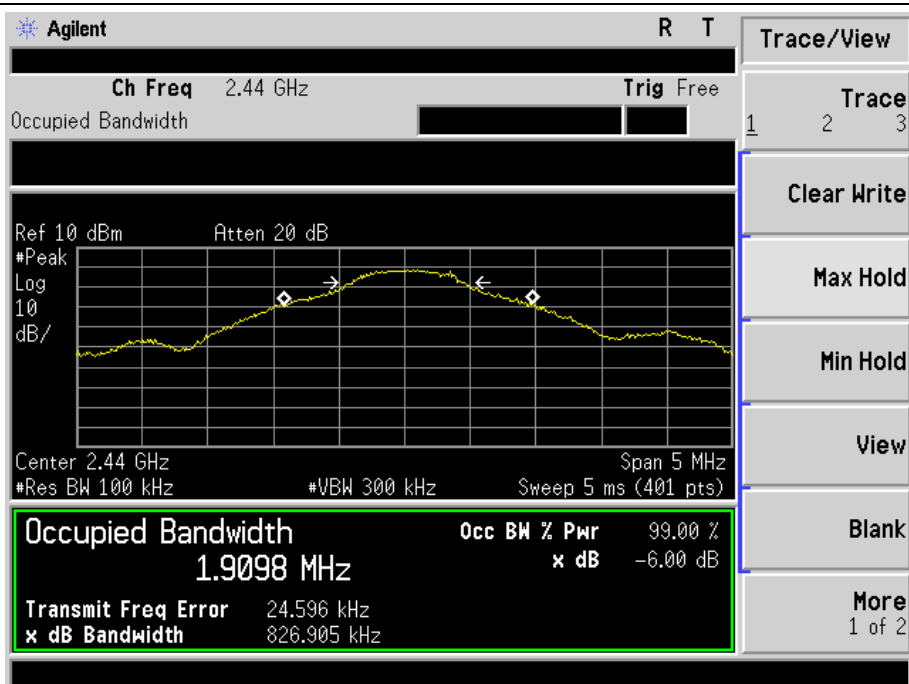 Agilent R T
Ch Freq 2.44 GHz Trig Free
Occupied Bandwidth
Ref 10 dBm Atten 20 dB
#Peak
Log
10
dB/
Center 2.44 GHz Span 5 MHz
#Res BW 100 kHz #VBW 300 kHz Sweep 5 ms (401 pts)
Occupied Bandwidth Occ BW % Pwr 99.00 %
1.9098 MHz x dB -6.00 dB
Transmit Freq Error 24.596 kHz
x dB Bandwidth 826.905 kHz
Trace/View
Trace
1 2 3
Clear Write
Max Hold
Min Hold
View
Blank
More
1 of 2